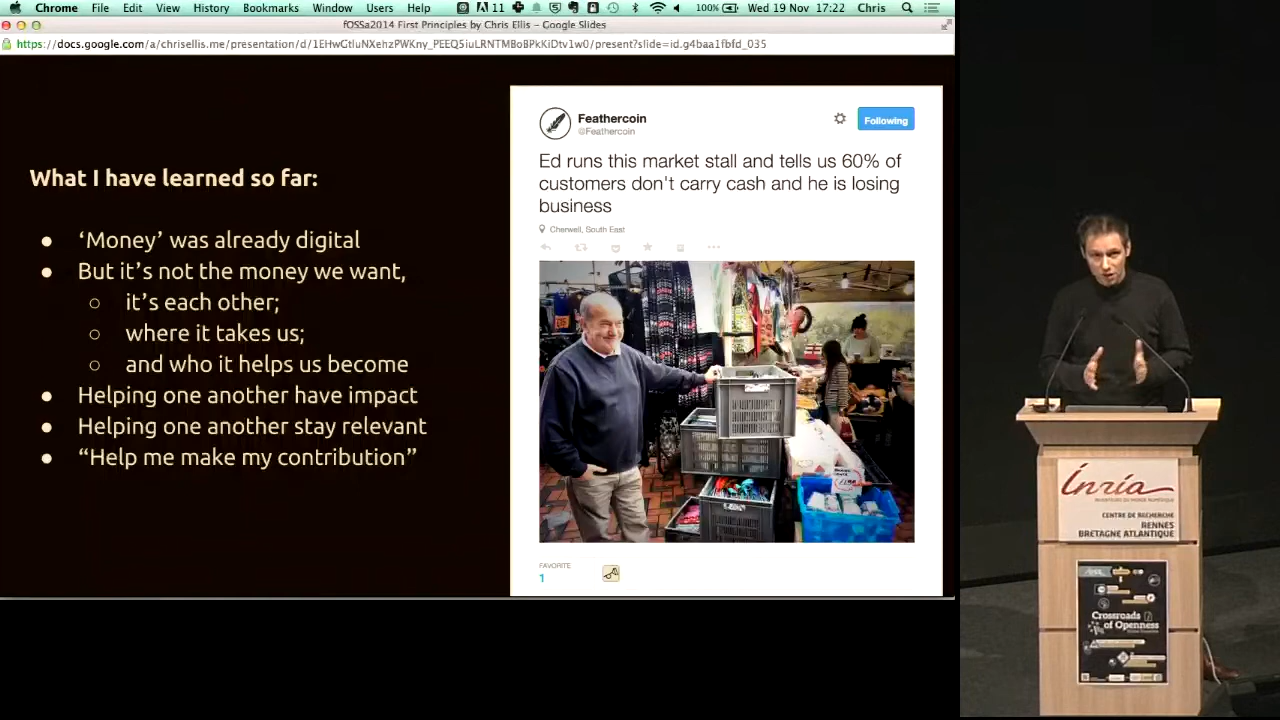 Chrome File Edit View History Bookmarks Window Users Help 11 100% Wed 19 Nov 17:22 Chris
fOSSa2014 First Principles by Chris Ellis – Google Slides
https://docs.google.com/a/chrisellis.me/presentation/d/1EHwGtluNXehzPWKny_PEEQ5iuLRNTMBoBPkKiDtv1w0/present?slide=id.g4baa1fbfd_035
What I have learned so far:
● ‘Money’ was already digital
● But it’s not the money we want,
○ it’s each other;
○ where it takes us;
○ and who it helps us become
● Helping one another have impact
● Helping one another stay relevant
● “Help me make my contribution”
Feathercoin
@Feathercoin
Following
Ed runs this market stall and tells us 60% of
customers don't carry cash and he is losing
business
Cherwell, South East
FAVORITE
1
Inria
INVENTEURS DU MONDE NUMÉRIQUE
CENTRE DE RECHERCHE
RENNES
BRETAGNE ATLANTIQUE
Crossroads
of Openness